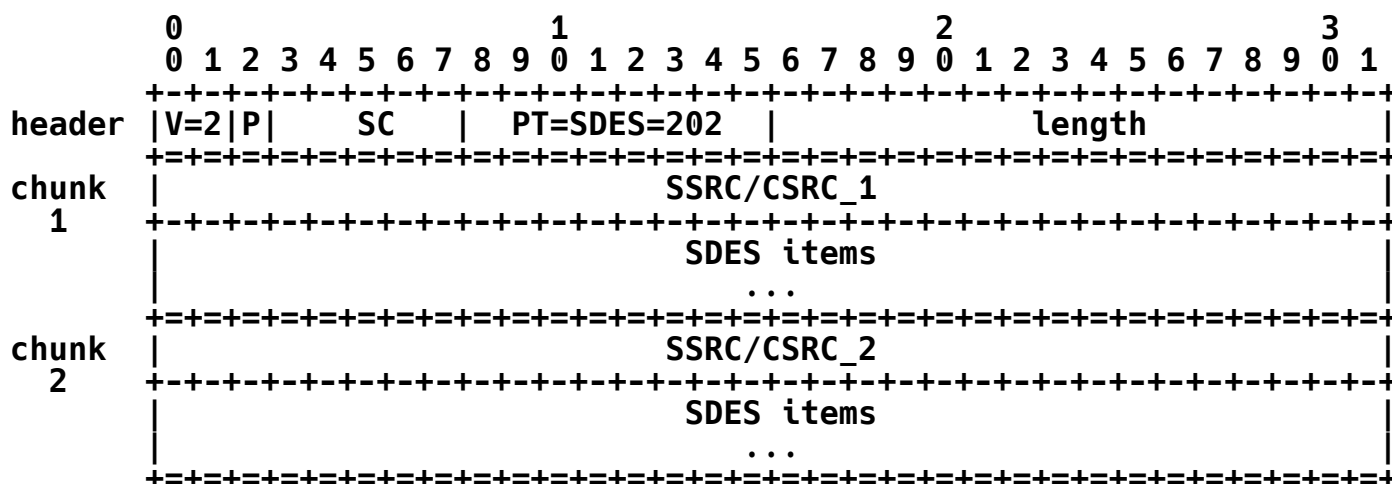 0                   1                   2                   3
         0 1 2 3 4 5 6 7 8 9 0 1 2 3 4 5 6 7 8 9 0 1 2 3 4 5 6 7 8 9 0 1
        +-+-+-+-+-+-+-+-+-+-+-+-+-+-+-+-+-+-+-+-+-+-+-+-+-+-+-+-+-+-+-+-+
header |V=2|P|    SC   |  PT=SDES=202  |             length            |
        +=+=+=+=+=+=+=+=+=+=+=+=+=+=+=+=+=+=+=+=+=+=+=+=+=+=+=+=+=+=+=+=+
chunk  |                          SSRC/CSRC_1                          |
  1     +-+-+-+-+-+-+-+-+-+-+-+-+-+-+-+-+-+-+-+-+-+-+-+-+-+-+-+-+-+-+-+-+
       |                           SDES items                          |
       |                              ...                              |
        +=+=+=+=+=+=+=+=+=+=+=+=+=+=+=+=+=+=+=+=+=+=+=+=+=+=+=+=+=+=+=+=+
chunk  |                          SSRC/CSRC_2                          |
  2     +-+-+-+-+-+-+-+-+-+-+-+-+-+-+-+-+-+-+-+-+-+-+-+-+-+-+-+-+-+-+-+-+
       |                           SDES items                          |
       |                              ...                              |
        +=+=+=+=+=+=+=+=+=+=+=+=+=+=+=+=+=+=+=+=+=+=+=+=+=+=+=+=+=+=+=+=+